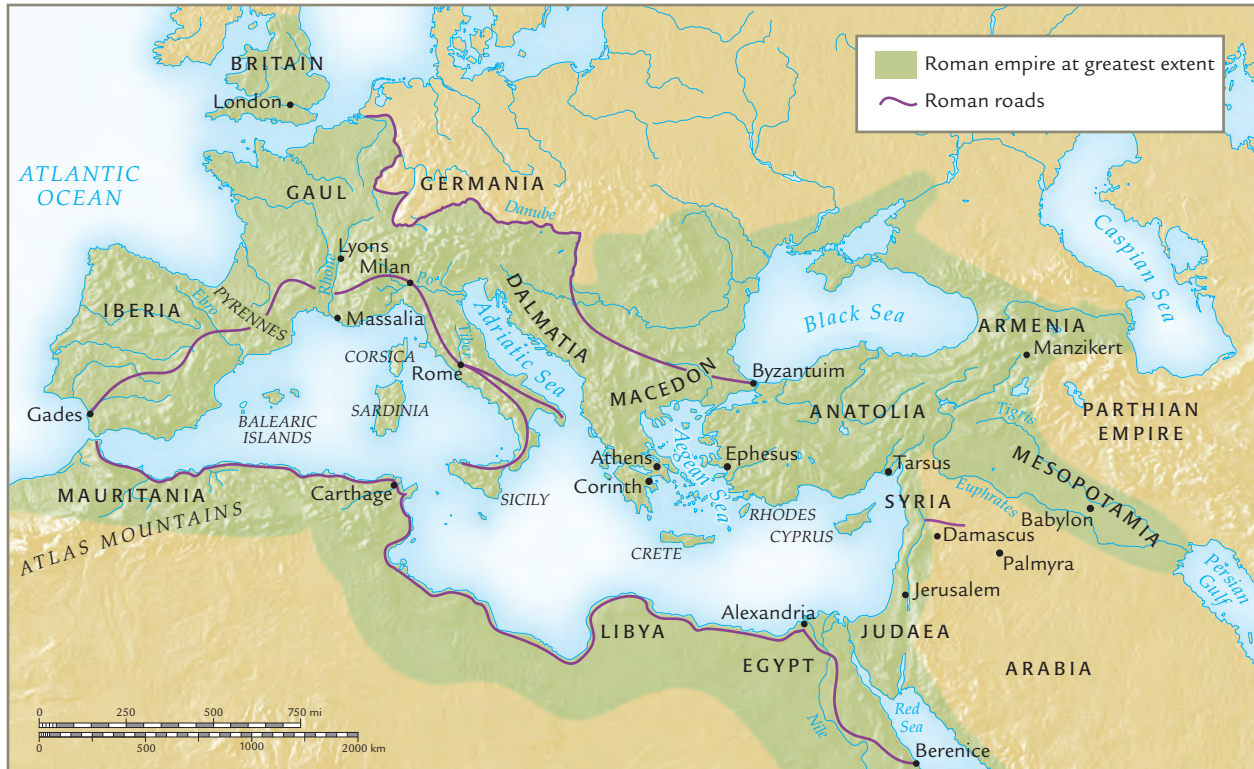 Roman empire at greatest extent
Roman roads
BRITAIN
London
ATLANTIC
OCEAN
GAUL
GERMANIA
Danube
Lyons
Milan
Po
Rhone
IBERIA
Ebro
PYRENNES
Massalia
DALMATIA
Adriatic Sea
Tiber
CORSICA
Rome
Black Sea
Caspian Sea
ARMENIA
Manzikert
MACEDON
Byzantuim
ANATOLIA
PARTHIAN
EMPIRE
Tigris
Gades
BALEARIC
ISLANDS
SARDINIA
Athens
Corinth
Aegean Sea
Ephesus
Tarsus
MESOPOTAMIA
MAURITANIA
Carthage
SICILY
RHODES
CYPRUS
SYRIA
Euphrates
Babylon
ATLAS MOUNTAINS
CRETE
Damascus
Palmyra
Persian
Gulf
Jerusalem
Alexandria
LIBYA
JUDAEA
EGYPT
ARABIA
Red
Sea
Nile
Berenice
0 250 500 750 mi
0 500 1000 2000 km